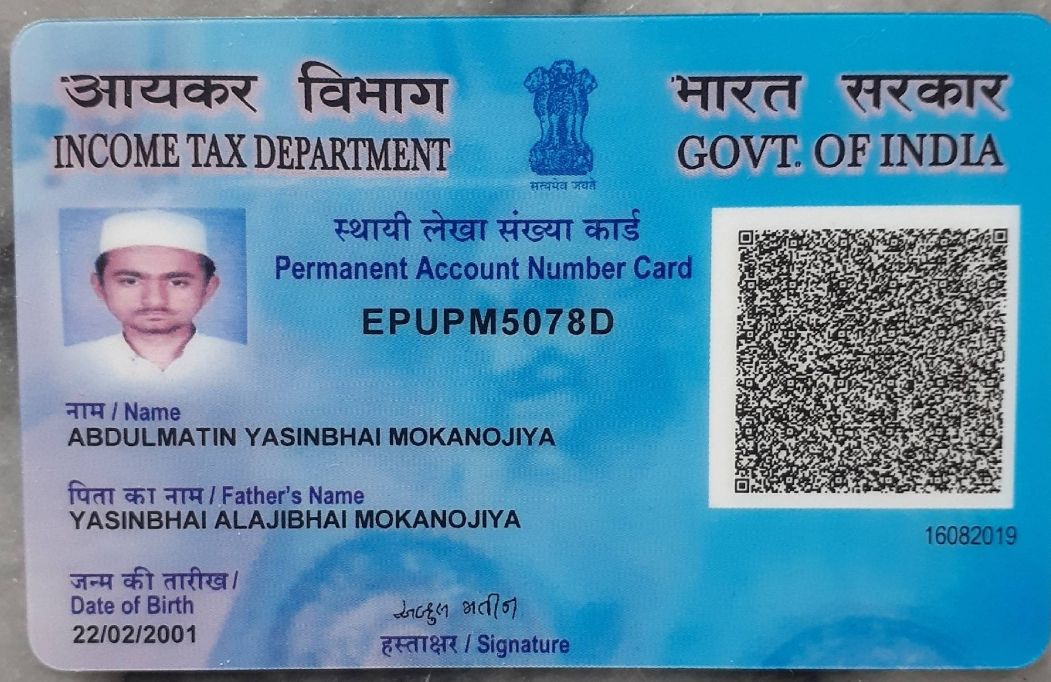 आयकर विभाग
INCOME TAX DEPARTMENT
सत्यमेव जयते
भारत सरकार
GOVT. OF INDIA
स्थायी लेखा संख्या कार्ड
Permanent Account Number Card
EPUPM5078D
नाम / Name
ABDULMATIN YASINBHAI MOKANOJIYA
पिता का नाम / Father's Name
YASINBHAI ALAJIBHAI MOKANOJIYA
16082019
जन्म की तारीख /
Date of Birth
22/02/2001
अब्दुल मतीन
हस्ताक्षर / Signature